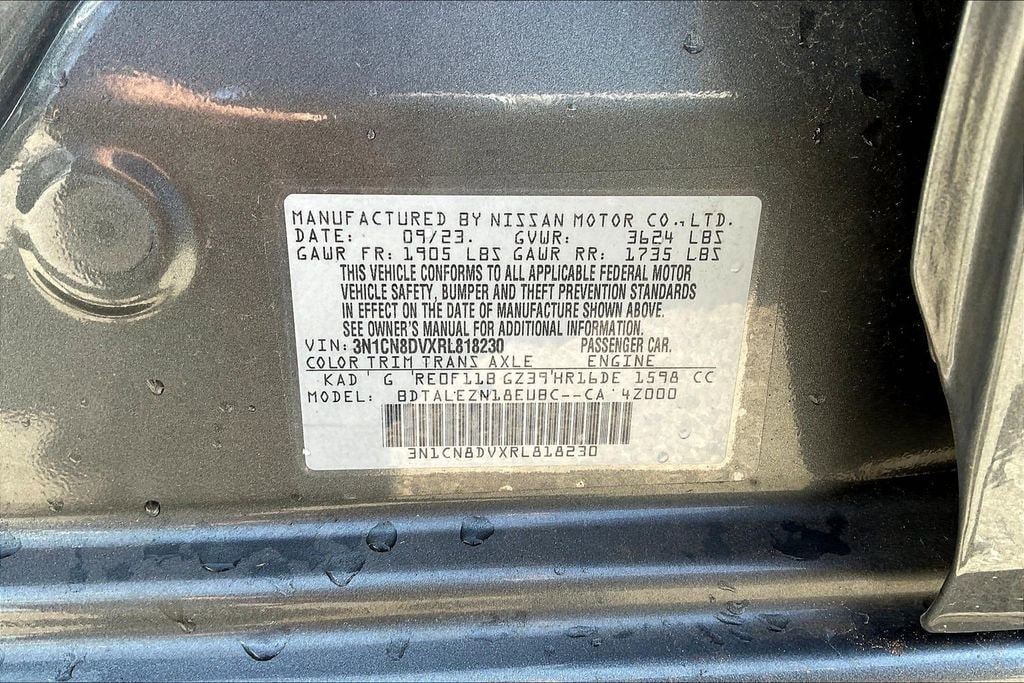 MANUFACTURED BY NISSAN MOTOR CO., LTD.
DATE: 09/23. GVWR: 3624 LBS
GAWR FR: 1905 LBS GAWR RR: 1735 LBS
THIS VEHICLE CONFORMS TO ALL APPLICABLE FEDERAL MOTOR
VEHICLE SAFETY, BUMPER AND THEFT PREVENTION STANDARDS
IN EFFECT ON THE DATE OF MANUFACTURE SHOWN ABOVE.
SEE OWNER'S MANUAL FOR ADDITIONAL INFORMATION.
VIN: 3N1CN8DVXRL818230 PASSENGER CAR.
COLOR TRIM TRANS AXLE ENGINE
KAD G RE0F11B GZ39 HR16DE 1598 CC
MODEL: BDTALEZN18EUBC--CA 4Z000
3N1CN8DVXRL818230